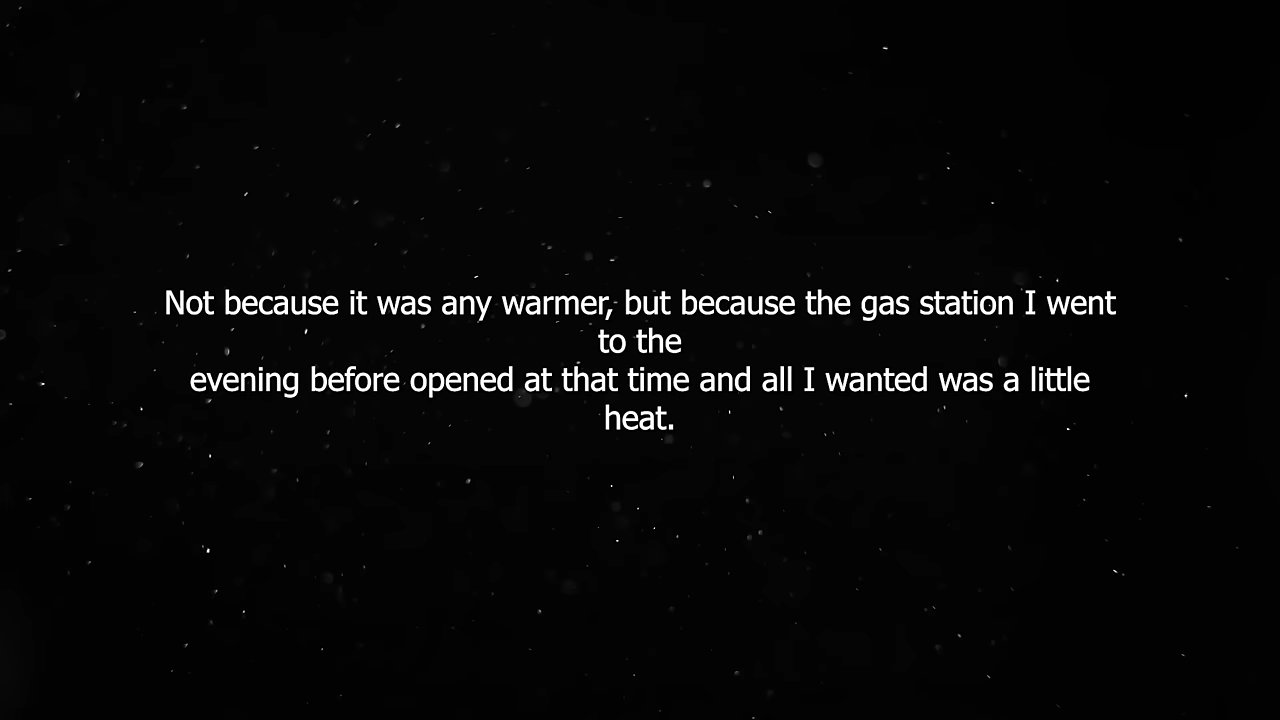 Not because it was any warmer, but because the gas station I went
to the
evening before opened at that time and all I wanted was a little
heat.